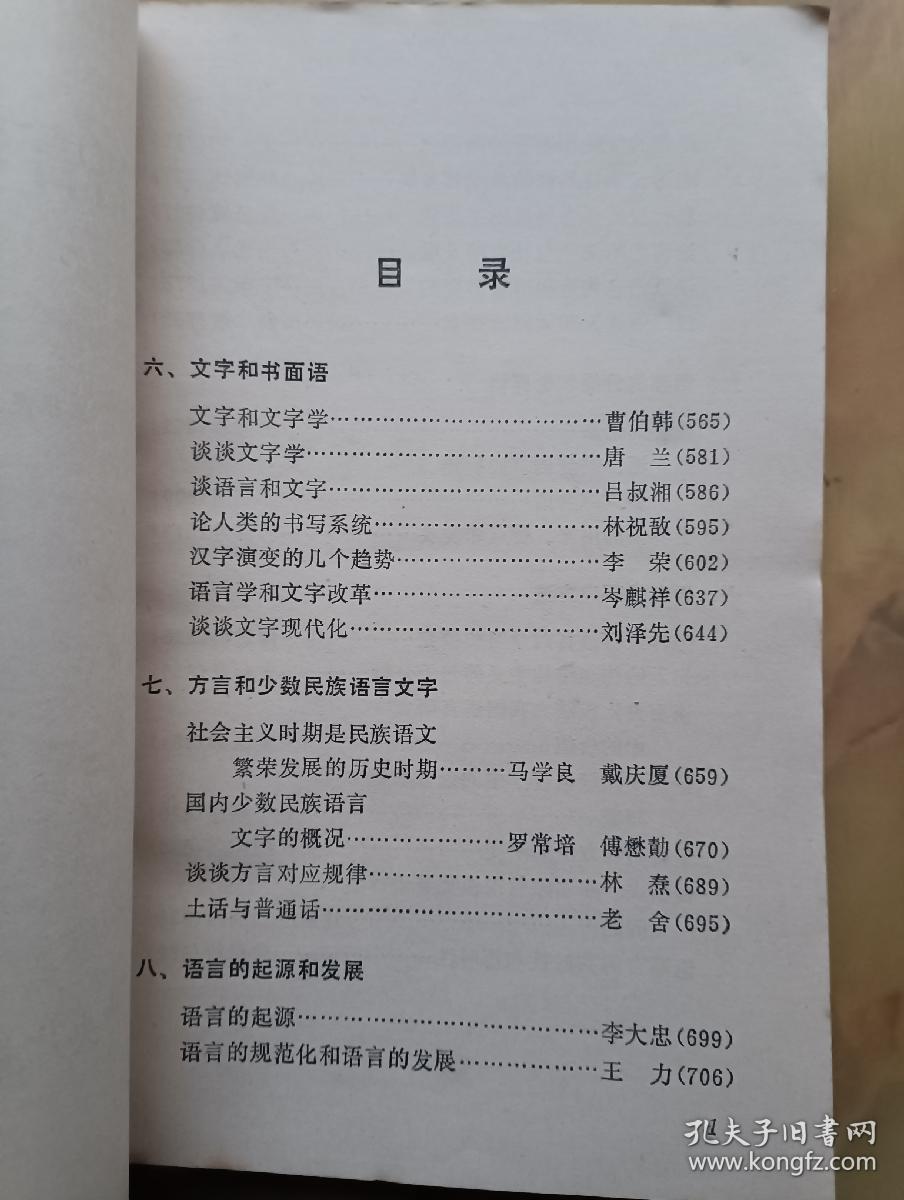 目 录
六、文字和书面语
文字和文字学……………………………曹伯韩(565)
谈谈文字学………………………………唐 兰(581)
谈语言和文字……………………………吕叔湘(586)
论人类的书写系统………………………林祝敔(595)
汉字演变的几个趋势……………………李 荣(602)
语言学和文字改革………………………岑麒祥(637)
谈谈文字现代化…………………………刘泽先(644)
七、方言和少数民族语言文字
社会主义时期是民族语文
繁荣发展的历史时期………马学良 戴庆厦(659)
国内少数民族语言
文字的概况…………………罗常培 傅懋勣(670)
谈谈方言对应规律………………………林 焘(689)
土话与普通话……………………………老 舍(695)
八、语言的起源和发展
语言的起源………………………………李大忠(699)
语言的规范化和语言的发展……………王 力(706)
1
孔夫子旧书网
www.kongfz.com